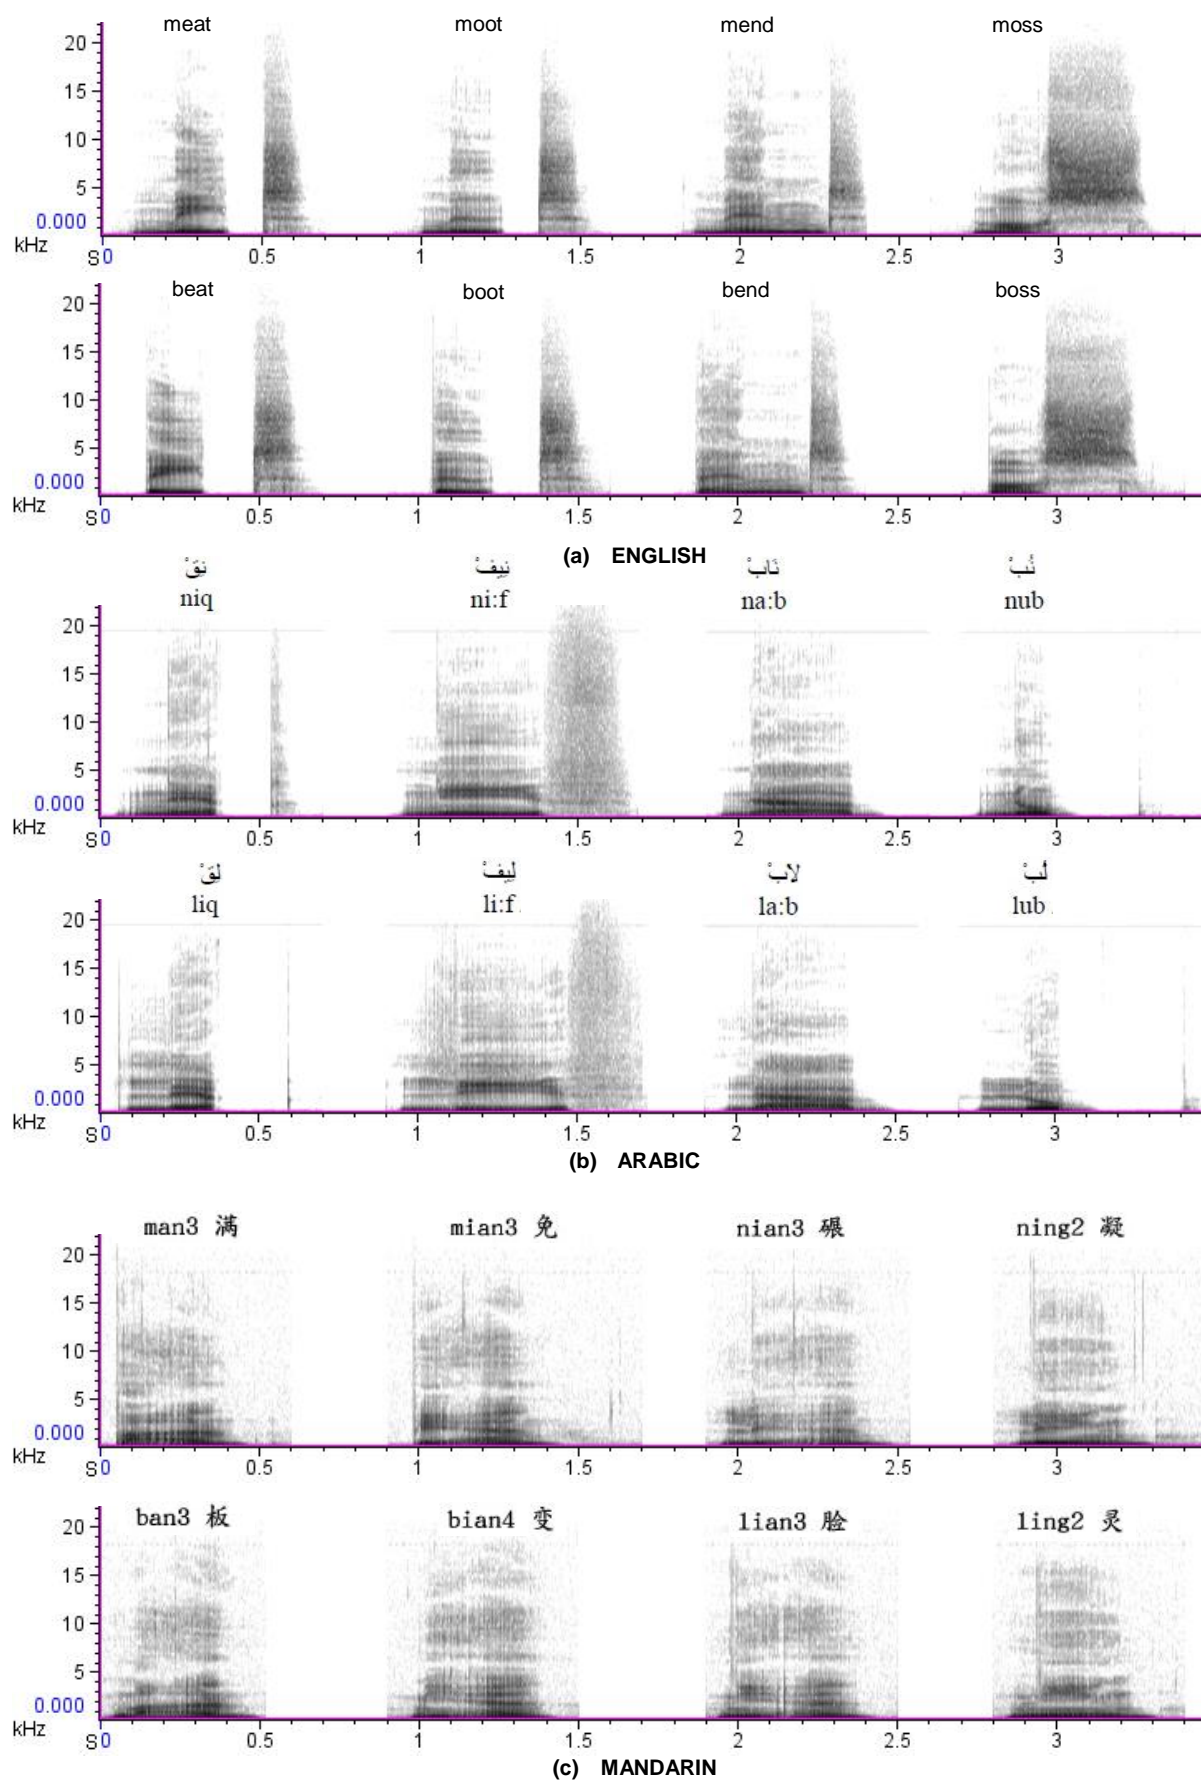 meat moot mend moss
20
15
10
5
0.000
kHz
S 0 0.5 1 1.5 2 2.5 3
beat boot bend boss
20
15
10
5
0.000
kHz
S 0 0.5 1 1.5 2 2.5 3
(a) ENGLISH
نِقْ نِيفْ نَابْ نُبْ
niq ni:f na:b nub
20
15
10
5
0.000
kHz
S 0 0.5 1 1.5 2 2.5 3
لِقْ لِيفْ لَابْ لُبْ
liq li:f. la:b lub.
20
15
10
5
0.000
kHz
S 0 0.5 1 1.5 2 2.5 3
(b) ARABIC
man3 满 mian3 免 nian3 碾 ning2 凝
20
15
10
5
0.000
kHz
S 0 0.5 1 1.5 2 2.5 3
ban3 板 bian4 变 lian3 脸 ling2 灵
20
15
10
5
0.000
kHz
S 0 0.5 1 1.5 2 2.5 3
(c) MANDARIN